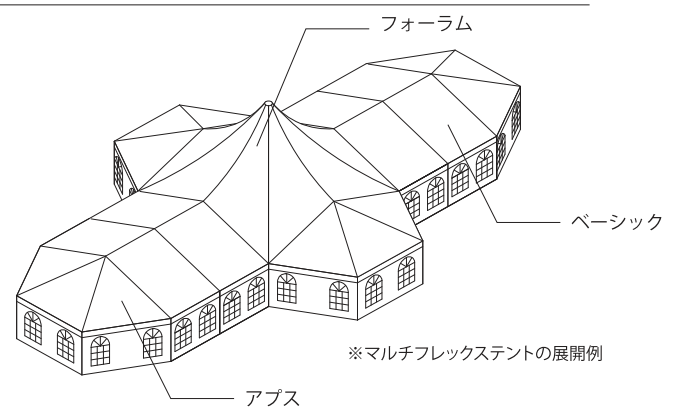 フォーラム
ベーシック
※マルチフレックステントの展開例
アプス